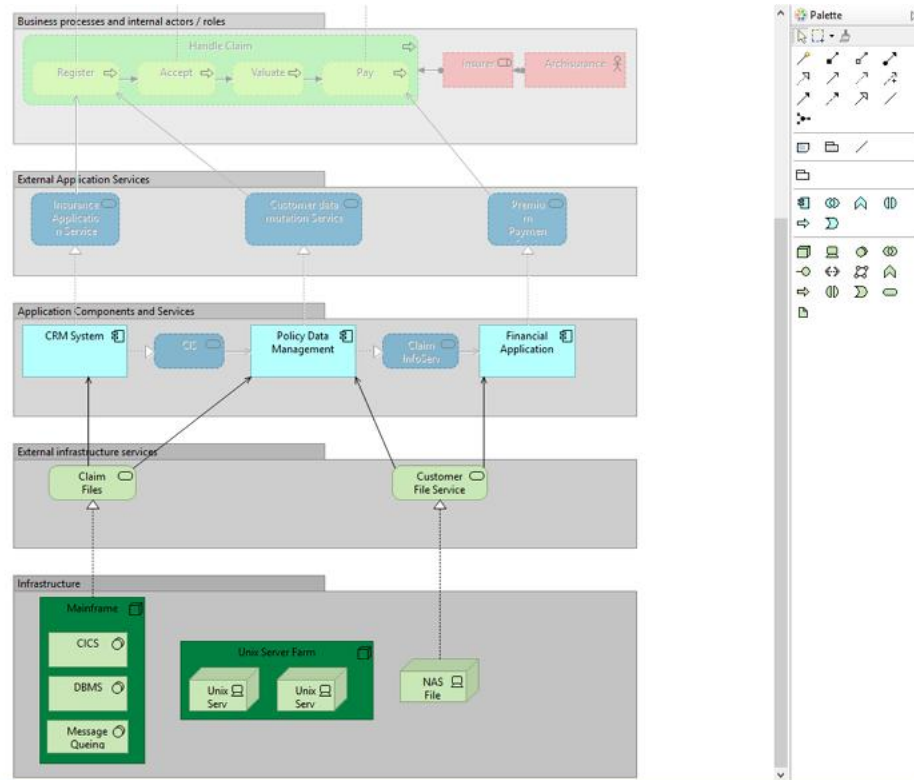 Business processes and internal actors / roles
Handle Claim
Register
Accept
Valuate
Pay
Insurer
Archisurance
External Application Services
Insurance
Applicatio
n Service
Customer data
mutation Service
Premiu
m
Paymen
Application Components and Services
CRM System
CIS
Policy Data
Management
Claim
InfoServ
Financial
Application
External infrastructure services
Claim
Files
Customer
File Service
Infrastructure
Mainframe
CICS
DBMS
Message
Queing
Unix Server Farm
Unix
Serv
Unix
Serv
NAS
File
Palette